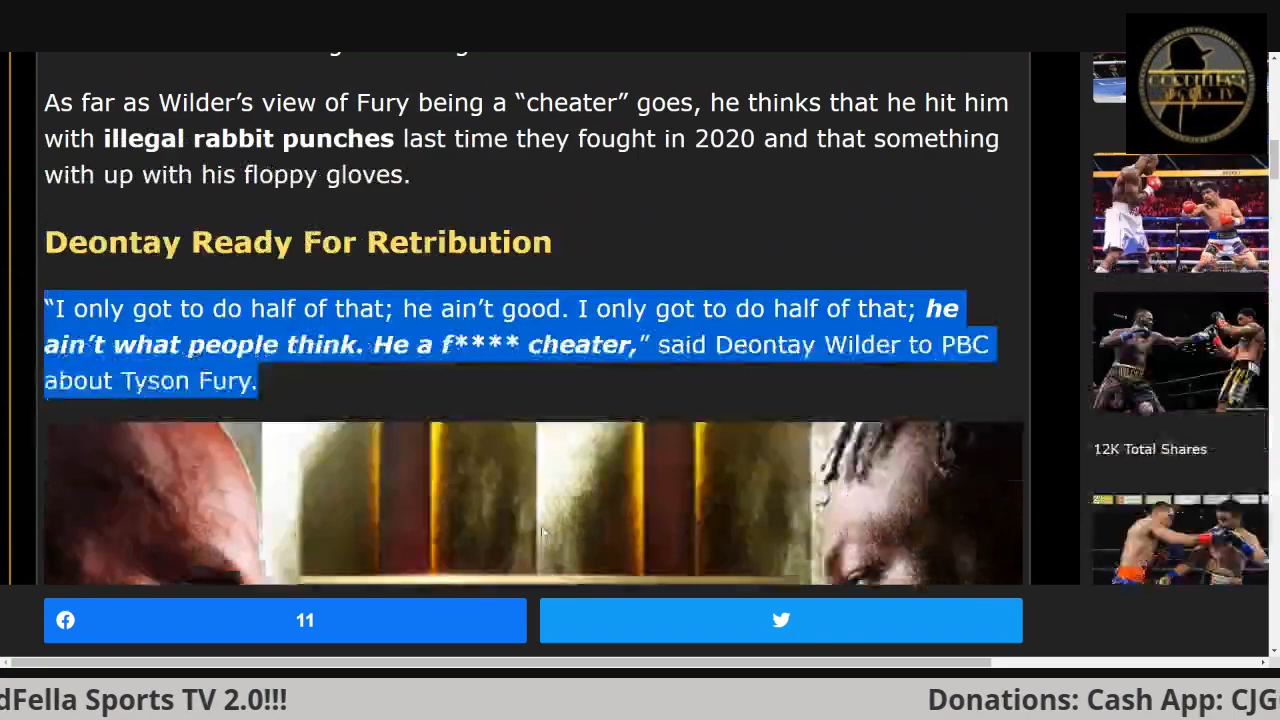 As far as Wilder’s view of Fury being a “cheater” goes, he thinks that he hit him
with illegal rabbit punches last time they fought in 2020 and that something
with up with his floppy gloves.
Deontay Ready For Retribution
“I only got to do half of that; he ain’t good. I only got to do half of that; he
ain’t what people think. He a f**** cheater,” said Deontay Wilder to PBC
about Tyson Fury.
12K Total Shares
11
dFella Sports TV 2.0!!!
Donations: Cash App: CJG